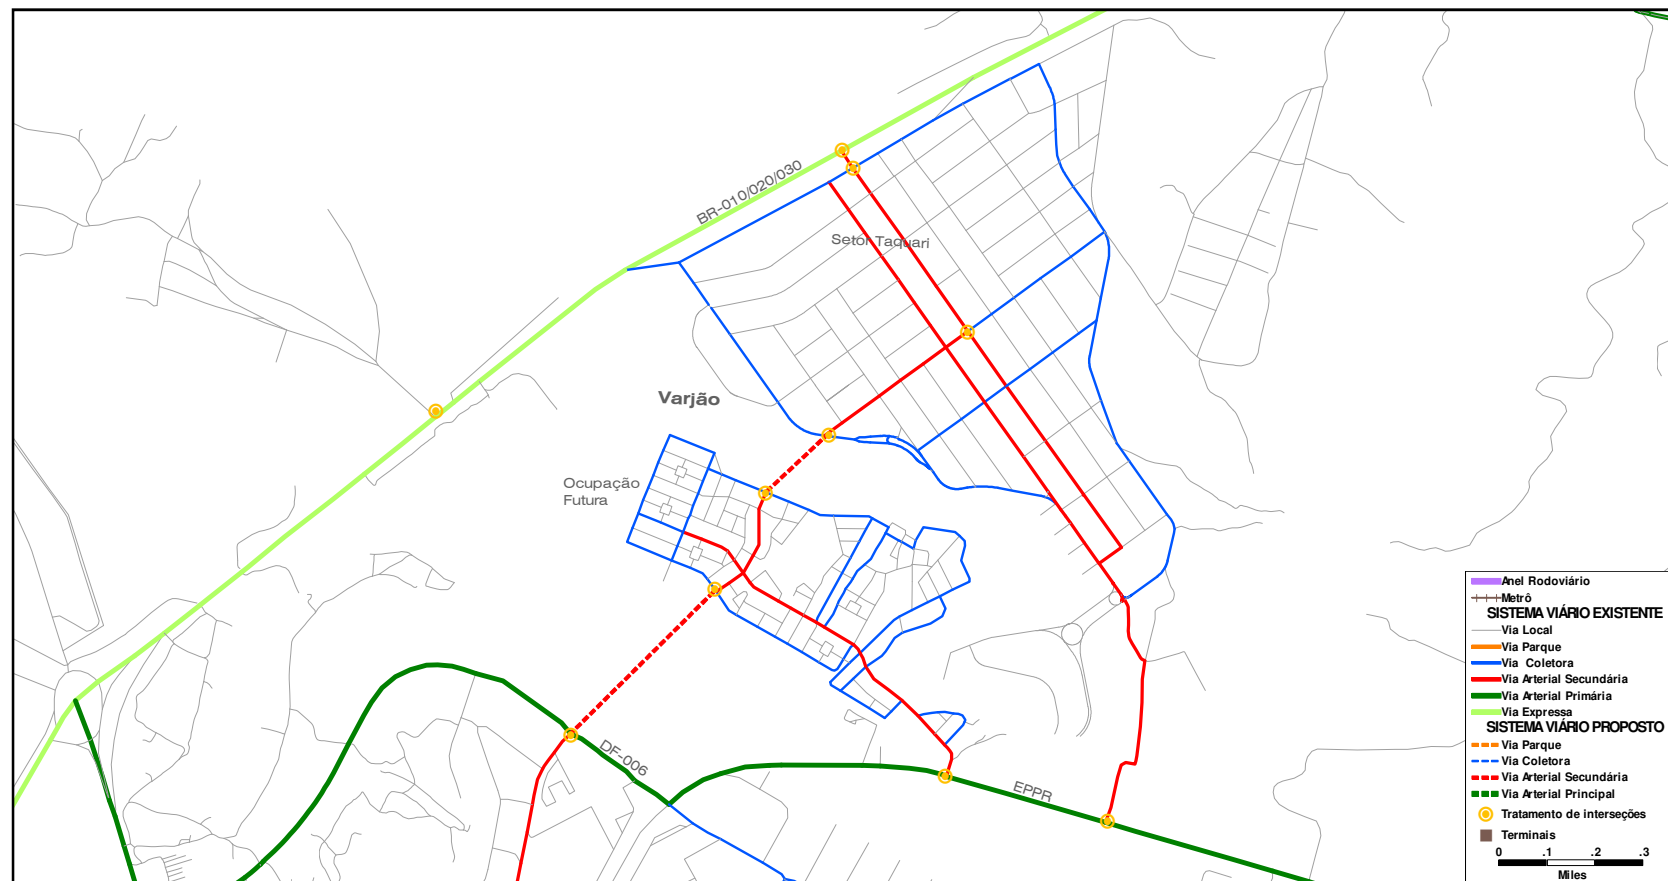 BR-010/020/030
Setor Taquari
Varjão
Ocupação
Futura
DF-006
EPPR
Anel Rodoviário
Metrô
SISTEMA VIÁRIO EXISTENTE
Via Local
Via Parque
Via Coletora
Via Arterial Secundária
Via Arterial Primária
Via Expressa
SISTEMA VIÁRIO PROPOSTO
Via Parque
Via Coletora
Via Arterial Secundária
Via Arterial Principal
Tratamento de interseções
Terminais
0 .1 .2 .3
Miles